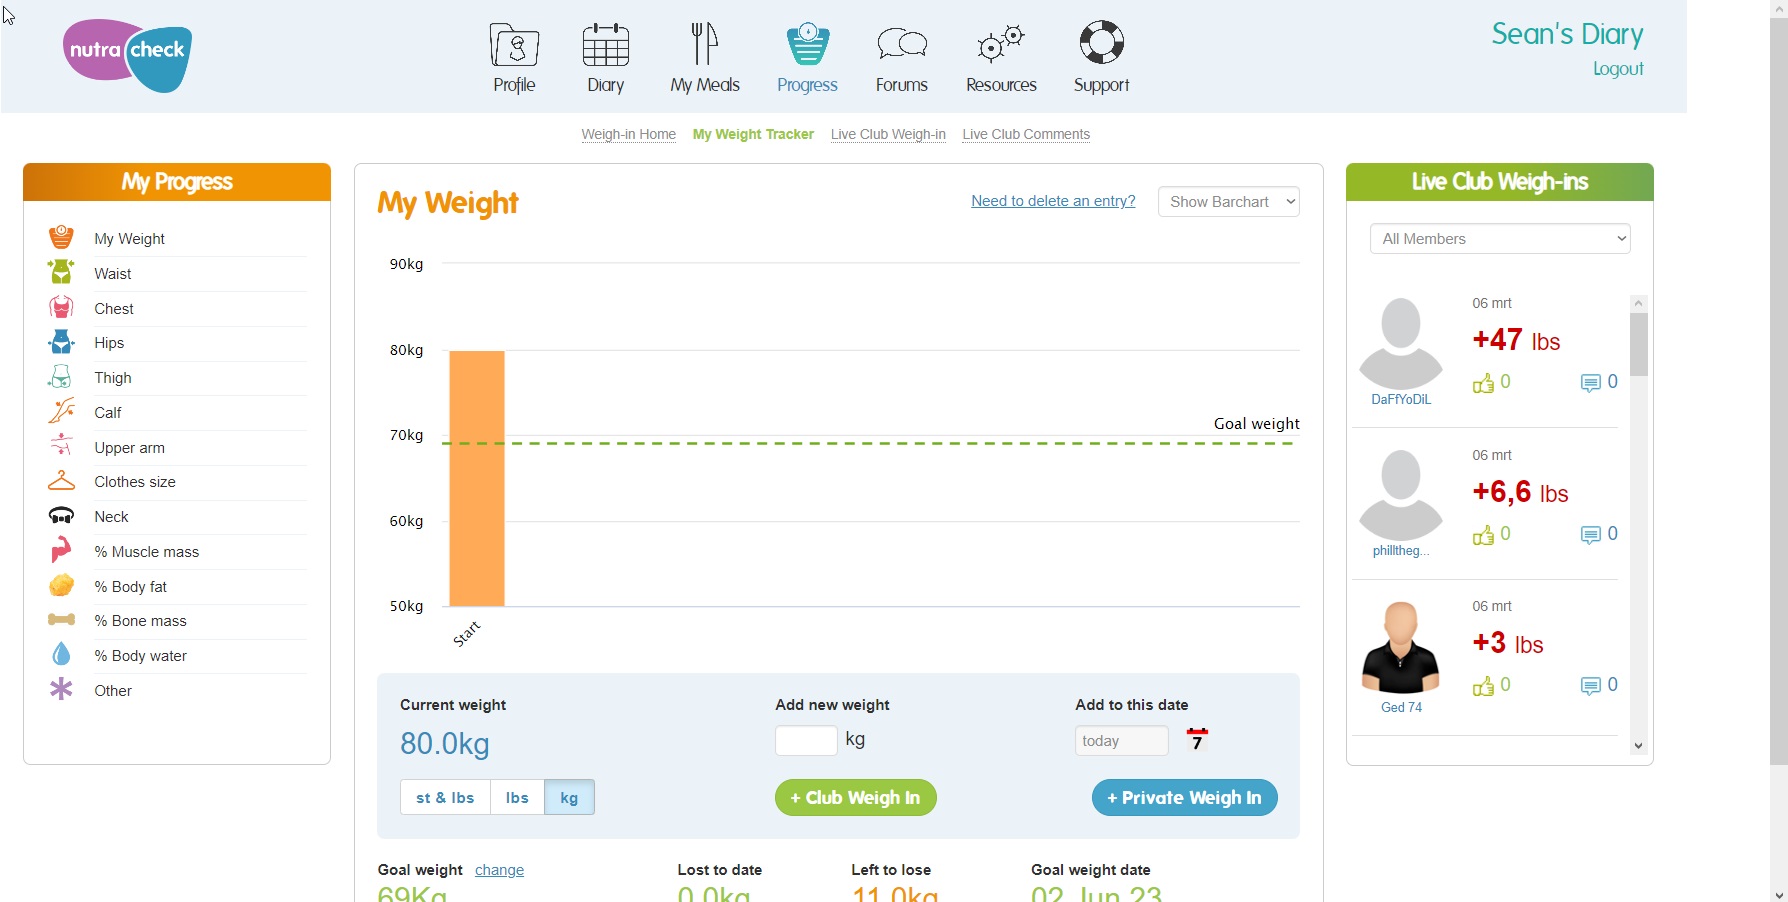 nutra check
Profile
Diary
My Meals
Progress
Forums
Resources
Support
Sean's Diary
Logout
Weigh-in Home
My Weight Tracker
Live Club Weigh-in
Live Club Comments
My Progress
My Weight
Waist
Chest
Hips
Thigh
Calf
Upper arm
Clothes size
Neck
% Muscle mass
% Body fat
% Bone mass
% Body water
Other
My Weight
Need to delete an entry?
Show Barchart
90kg
80kg
70kg
60kg
50kg
Goal weight
Start
Current weight
80.0kg
st & lbs
lbs
kg
Add new weight
kg
+ Club Weigh In
Add to this date
today
7
+ Private Weigh In
Goal weight change
69Kg
Lost to date
0.0kg
Left to lose
11.0kg
Goal weight date
02 Jun 23
Live Club Weigh-ins
All Members
06 mrt
+47 lbs
0 0
DaFfYoDiL
06 mrt
+6,6 lbs
0 0
philltheg...
06 mrt
+3 lbs
0 0
Ged 74